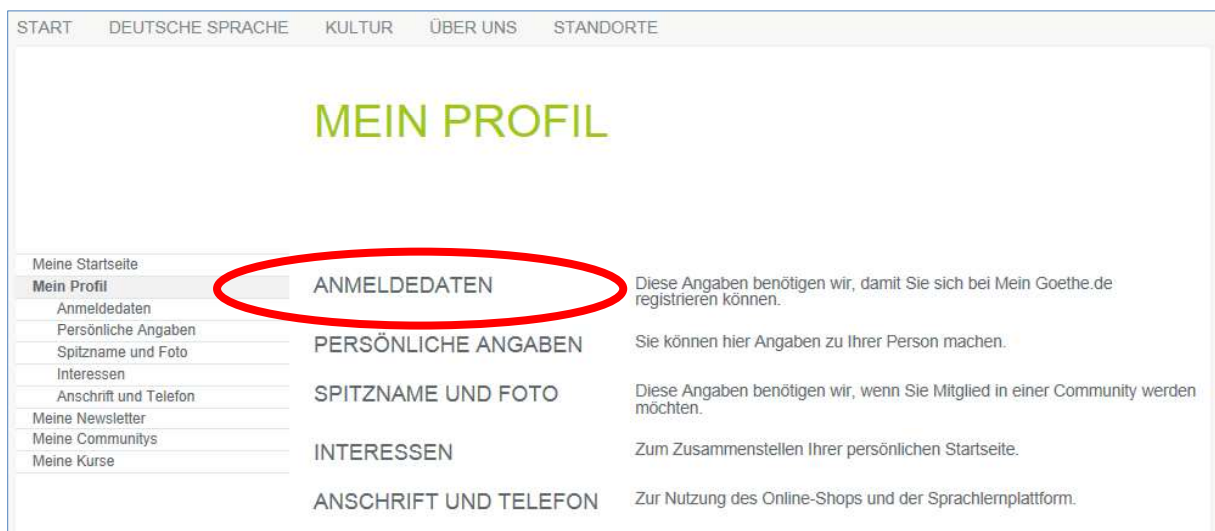 START DEUTSCHE SPRACHE KULTUR ÜBER UNS STANDORTE
MEIN PROFIL
Meine Startseite
Mein Profil
Anmeldedaten
Persönliche Angaben
Spitzname und Foto
Interessen
Anschrift und Telefon
Meine Newsletter
Meine Communitys
Meine Kurse
ANMELDEDATEN
Diese Angaben benötigen wir, damit Sie sich bei Mein Goethe.de
registrieren können.
PERSÖNLICHE ANGABEN
Sie können hier Angaben zu Ihrer Person machen.
SPITZNAME UND FOTO
Diese Angaben benötigen wir, wenn Sie Mitglied in einer Community werden
möchten.
INTERESSEN
Zum Zusammenstellen Ihrer persönlichen Startseite.
ANSCHRIFT UND TELEFON
Zur Nutzung des Online-Shops und der Sprachlernplattform.